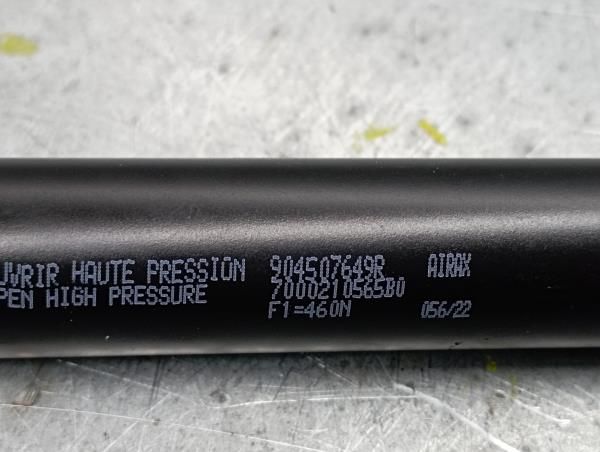 UVRIR HAUTE PRESSION 904507649R AIRAX
PEN HIGH PRESSURE 7000210565B0
F1=460N 056/22